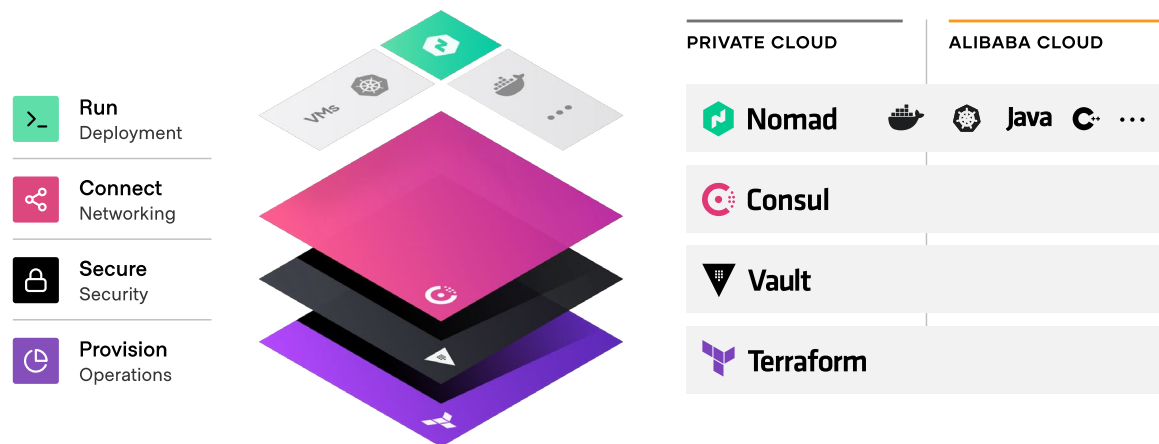 Run
Deployment
Connect
Networking
Secure
Security
Provision
Operations
VMs
PRIVATE CLOUD
ALIBABA CLOUD
Nomad
Java
C++
Consul
Vault
Terraform